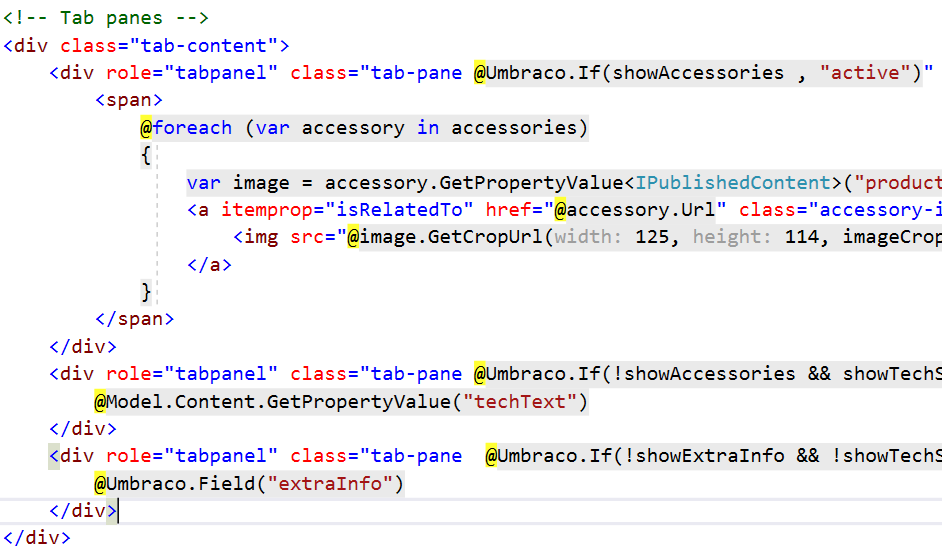 <!-- Tab panes -->
<div class="tab-content">
<div role="tabpanel" class="tab-pane @Umbraco.If(showAccessories , "active")"
<span>
@foreach (var accessory in accessories)
{
var image = accessory.GetPropertyValue<IPublishedContent>("product
<a itemprop="isRelatedTo" href="@accessory.Url" class="accessory-i
<img src="@image.GetCropUrl(width: 125, height: 114, imageCrop
</a>
}
</span>
</div>
<div role="tabpanel" class="tab-pane @Umbraco.If(!showAccessories && showTechS
@Model.Content.GetPropertyValue("techText")
</div>
<div role="tabpanel" class="tab-pane  @Umbraco.If(!showExtraInfo && !showTechS
@Umbraco.Field("extraInfo")
</div>
</div>